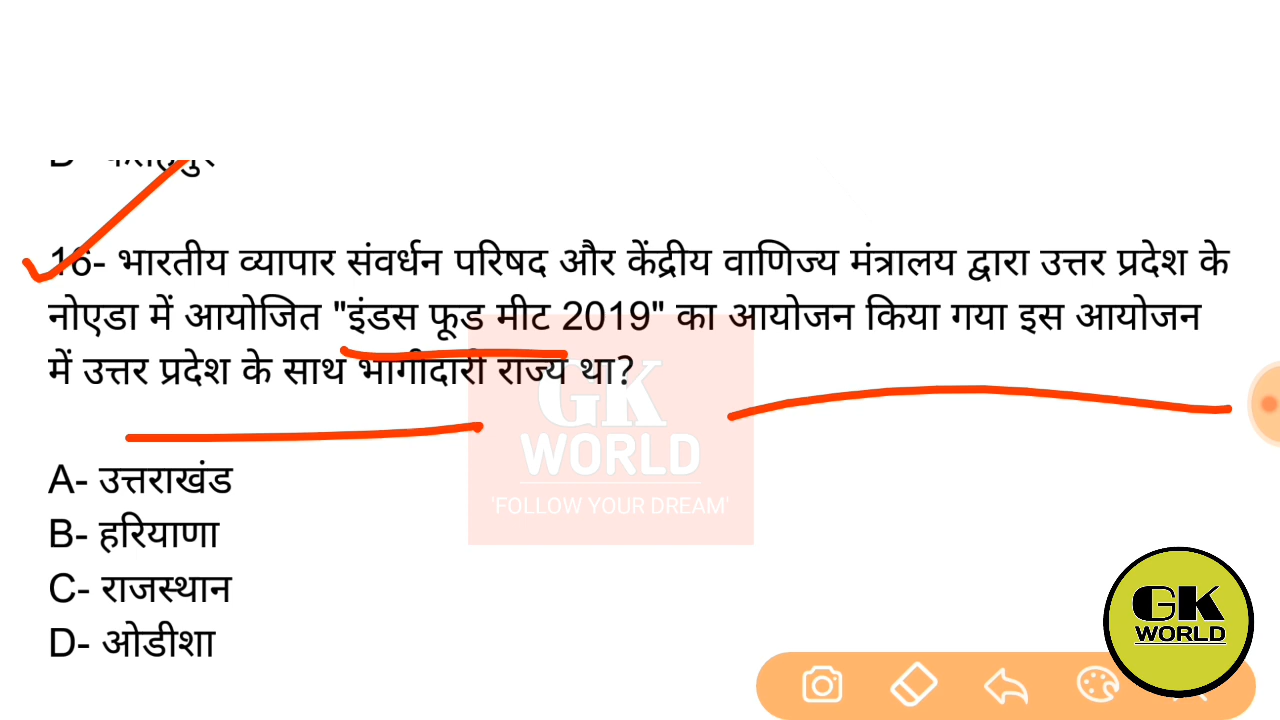 16- भारतीय व्यापार संवर्धन परिषद और केंद्रीय वाणिज्य मंत्रालय द्वारा उत्तर प्रदेश के
नोएडा में आयोजित "इंडस फूड मीट 2019" का आयोजन किया गया इस आयोजन
में उत्तर प्रदेश के साथ भागीदारी राज्य था?
GK
WORLD
'FOLLOW YOUR DREAM'
A- उत्तराखंड
B- हरियाणा
C- राजस्थान
D- ओडीशा
GK
WORLD